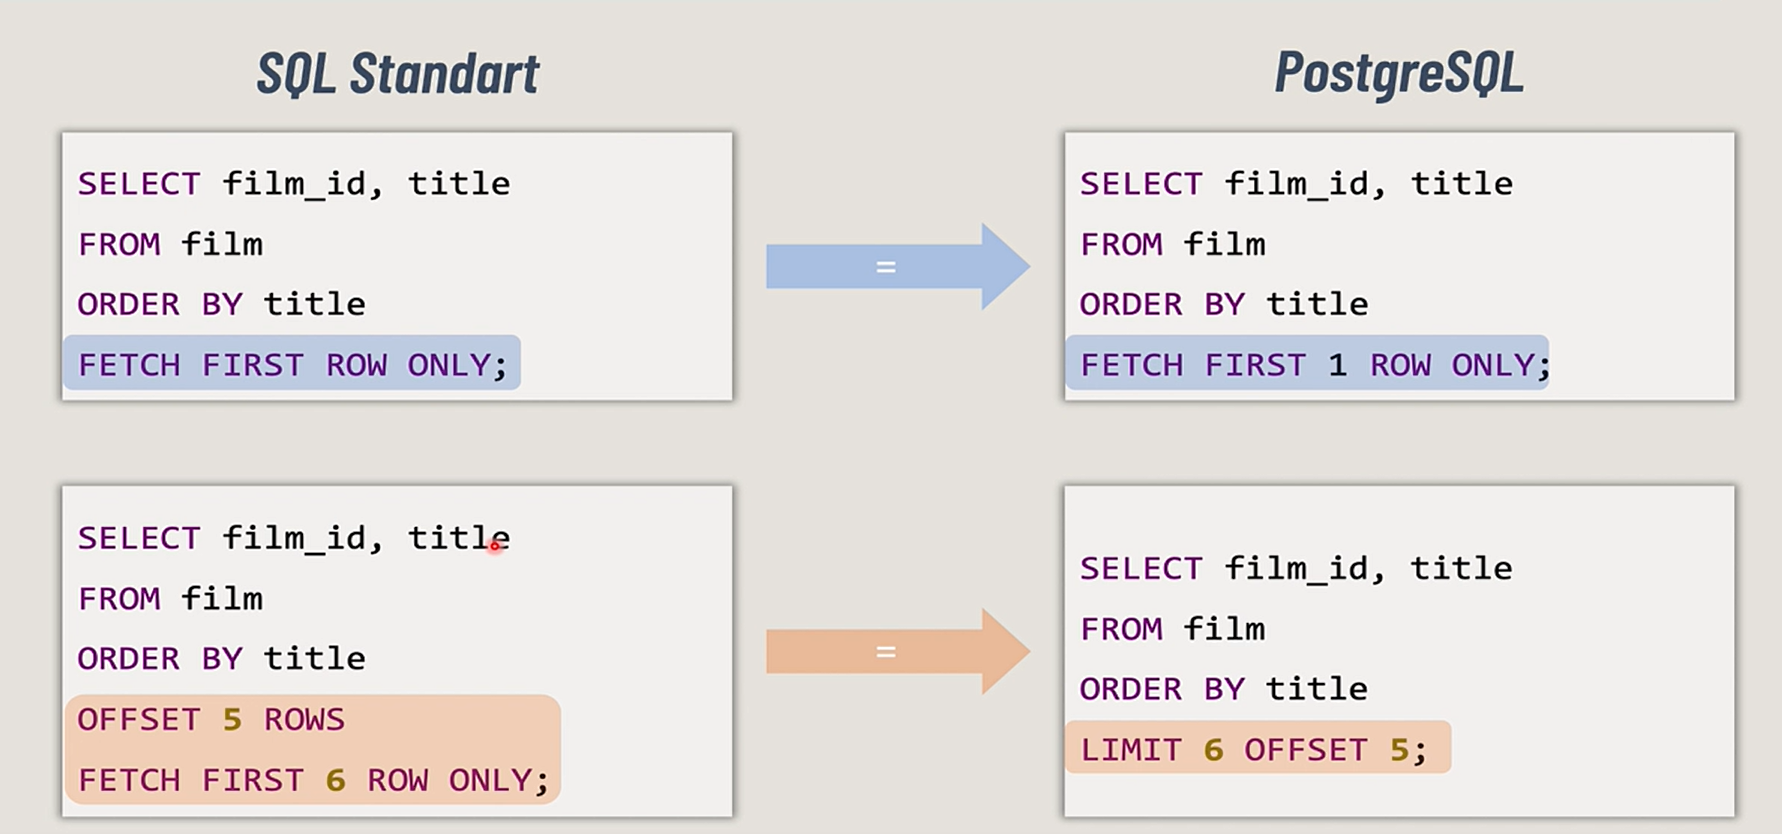 SQL Standart
SELECT film_id, title
FROM film
ORDER BY title
FETCH FIRST ROW ONLY;
=
PostgreSQL
SELECT film_id, title
FROM film
ORDER BY title
FETCH FIRST 1 ROW ONLY;
SELECT film_id, title
FROM film
ORDER BY title
OFFSET 5 ROWS
FETCH FIRST 6 ROW ONLY;
=
SELECT film_id, title
FROM film
ORDER BY title
LIMIT 6 OFFSET 5;